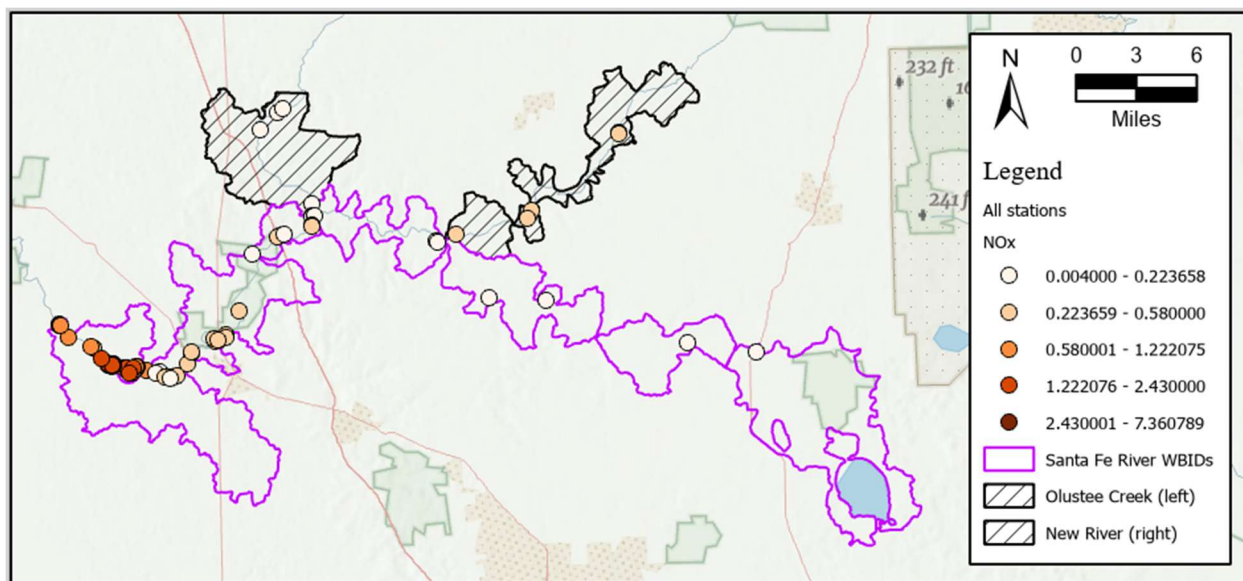 232 ft
241 f
N
0 3 6
Miles
Legend
All stations
NOx
0.004000 - 0.223658
0.223659 - 0.580000
0.580001 - 1.222075
1.222076 - 2.430000
2.430001 - 7.360789
Santa Fe River WBIDs
Olustee Creek (left)
New River (right)